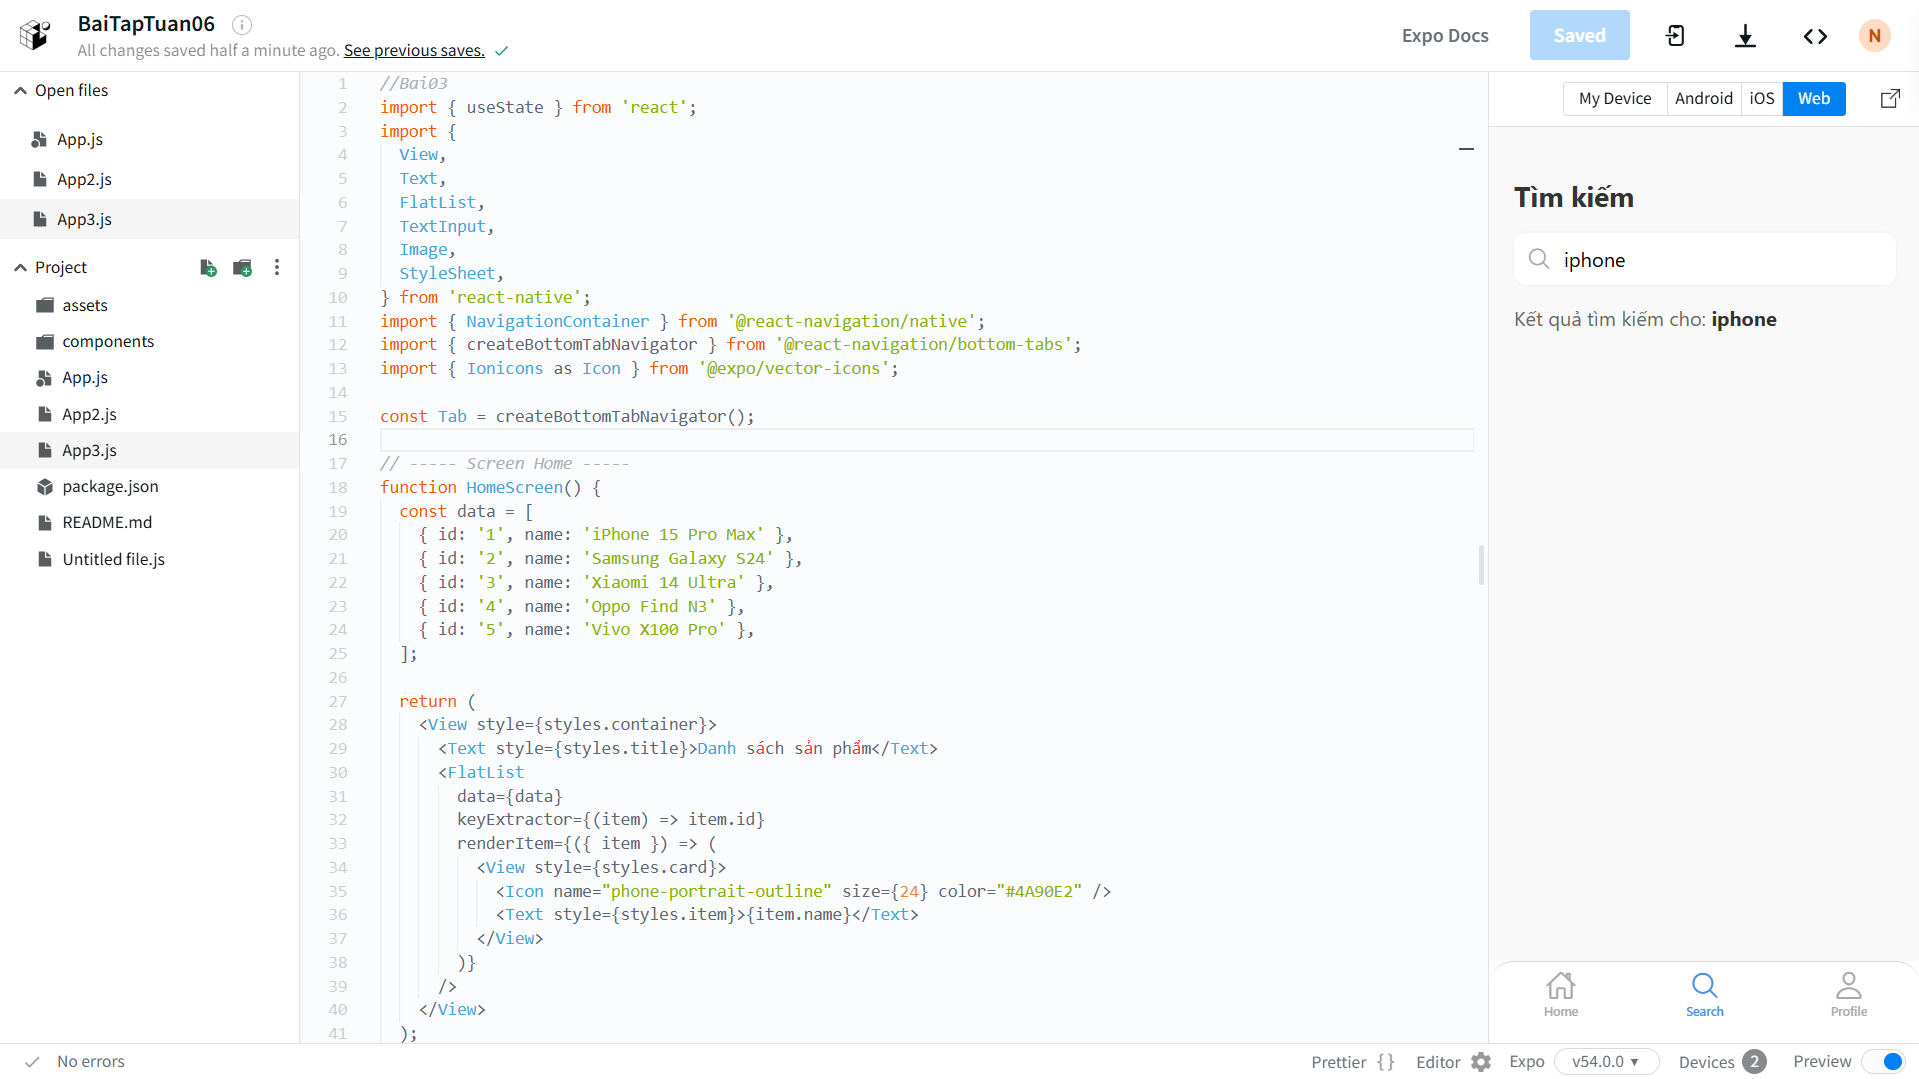 BaiTapTuan06
All changes saved half a minute ago. See previous saves.
Expo Docs
Saved
N
Open files
App.js
App2.js
App3.js
Project
assets
components
App.js
App2.js
App3.js
package.json
README.md
Untitled file.js
1 //Bai03
2 import { useState } from 'react';
3 import {
4 View,
5 Text,
6 FlatList,
7 TextInput,
8 Image,
9 StyleSheet,
10 } from 'react-native';
11 import { NavigationContainer } from '@react-navigation/native';
12 import { createBottomTabNavigator } from '@react-navigation/bottom-tabs';
13 import { Ionicons as Icon } from '@expo/vector-icons';
14
15 const Tab = createBottomTabNavigator();
16
17 // ----- Screen Home -----
18 function HomeScreen() {
19 const data = [
20 { id: '1', name: 'iPhone 15 Pro Max' },
21 { id: '2', name: 'Samsung Galaxy S24' },
22 { id: '3', name: 'Xiaomi 14 Ultra' },
23 { id: '4', name: 'Oppo Find N3' },
24 { id: '5', name: 'Vivo X100 Pro' },
25 ];
26
27 return (
28 <View style={styles.container}>
29 <Text style={styles.title}>Danh sách sản phẩm</Text>
30 <FlatList
31 data={data}
32 keyExtractor={(item) => item.id}
33 renderItem={({ item }) => (
34 <View style={styles.card}>
35 <Icon name="phone-portrait-outline" size={24} color="#4A90E2" />
36 <Text style={styles.item}>{item.name}</Text>
37 </View>
38 )}
39 />
40 </View>
41 );
My Device
Android
iOS
Web
Tìm kiếm
iphone
Kết quả tìm kiếm cho: iphone
Home
Search
Profile
No errors
Prettier {}
Editor
Expo
v54.0.0
Devices 2
Preview